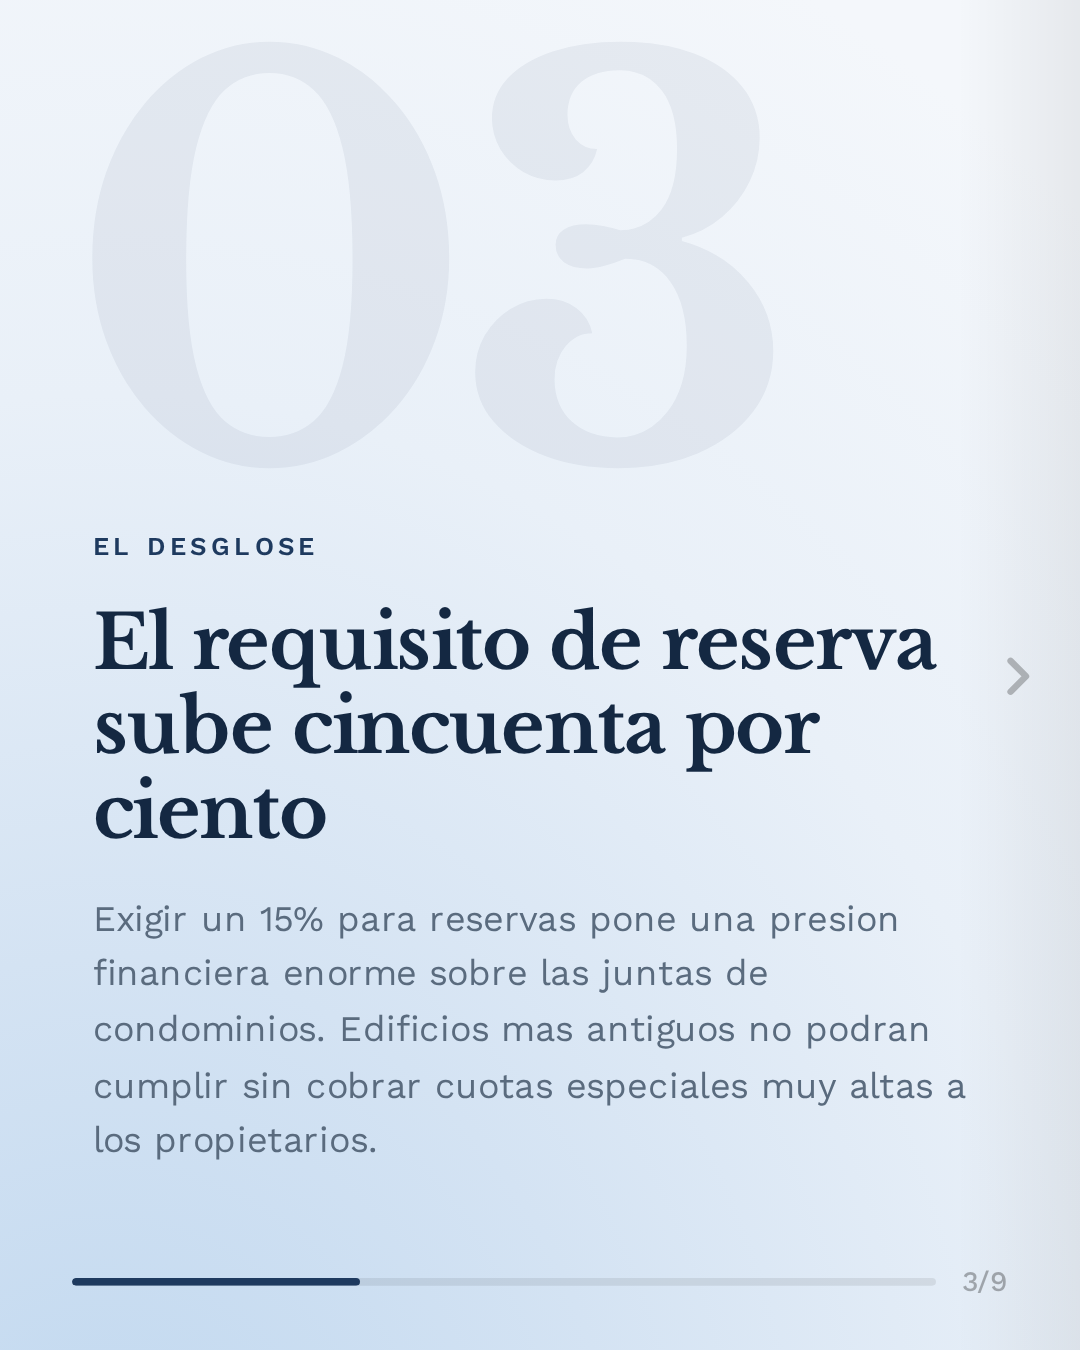 03
EL DESGLOSE
El requisito de reserva
sube cincuenta por
ciento
Exigir un 15% para reservas pone una presion
financiera enorme sobre las juntas de
condominios. Edificios mas antiguos no podran
cumplir sin cobrar cuotas especiales muy altas a
los propietarios.
3/9